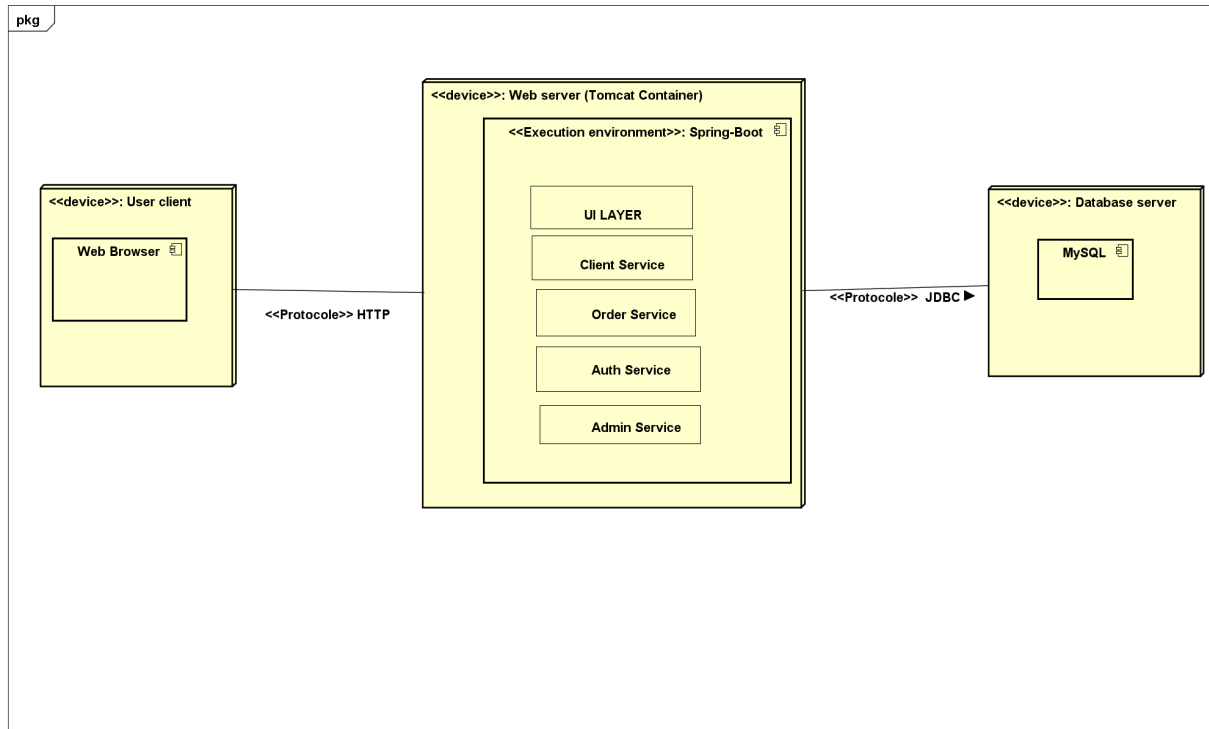 pkg
<<device>>: Web server (Tomcat Container)
<<Execution environment>>: Spring-Boot
UI LAYER
Client Service
Order Service
Auth Service
Admin Service
<<device>>: User client
Web Browser
<<Protocole>> HTTP
<<device>>: Database server
MySQL
<<Protocole>> JDBC ▶